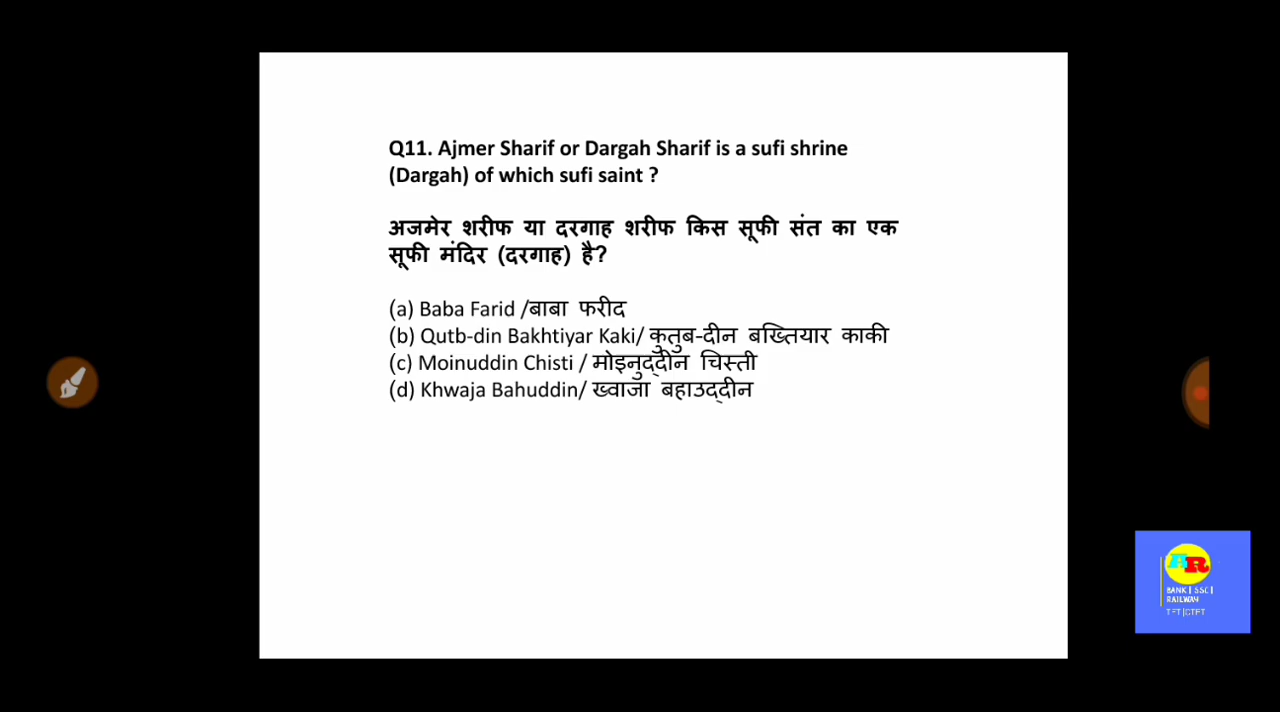 Q11. Ajmer Sharif or Dargah Sharif is a sufi shrine
(Dargah) of which sufi saint ?
अजमेर शरीफ या दरगाह शरीफ किस सूफी संत का एक
सूफी मंदिर (दरगाह) है?
(a) Baba Farid /बाबा फरीद
(b) Qutb-din Bakhtiyar Kaki/ कुतुब-दीन बख्तियार काकी
(c) Moinuddin Chisti / मोइनुद्दीन चिस्ती
(d) Khwaja Bahuddin/ ख्वाजा बहाउद्दीन
AR
BANK | SSC |
RAILWAY
TET |CTET